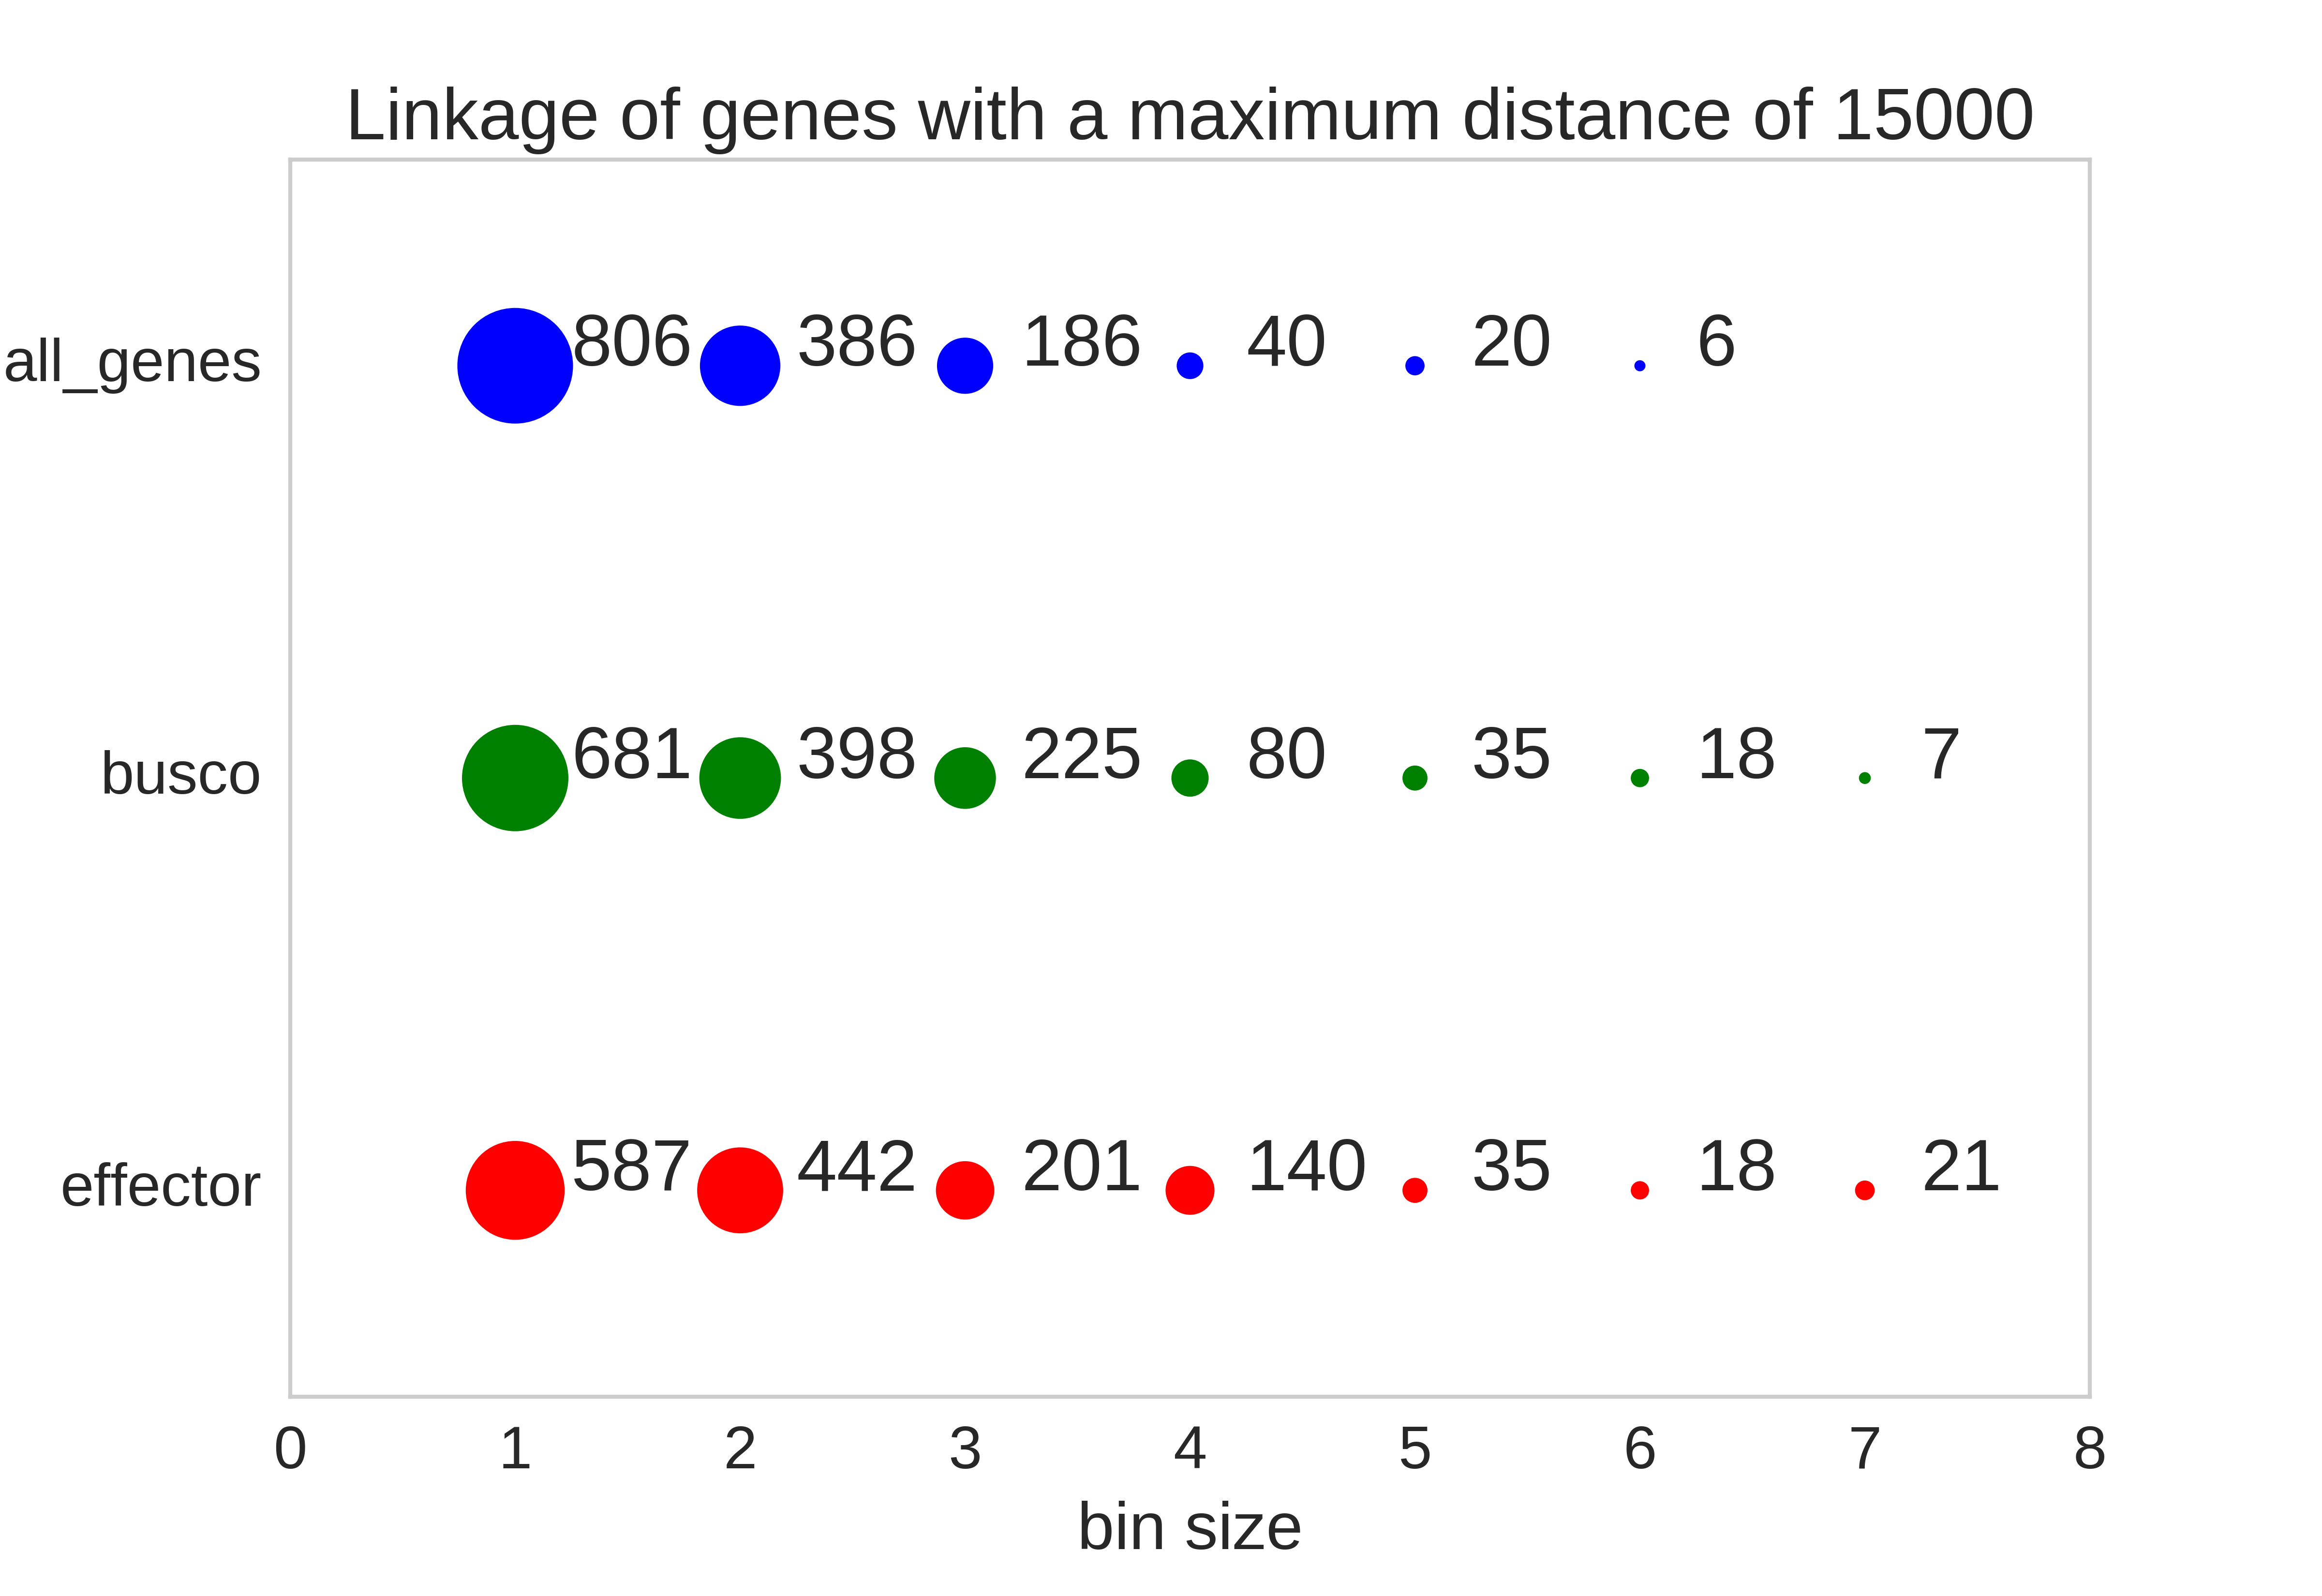 Linkage of genes with a maximum distance of 15000
all_genes 806 386 186 40 20 6
busco 681 398 225 80 35 18 7
effector 587 442 201 140 35 18 21
0 1 2 3 4 5 6 7 8
bin size